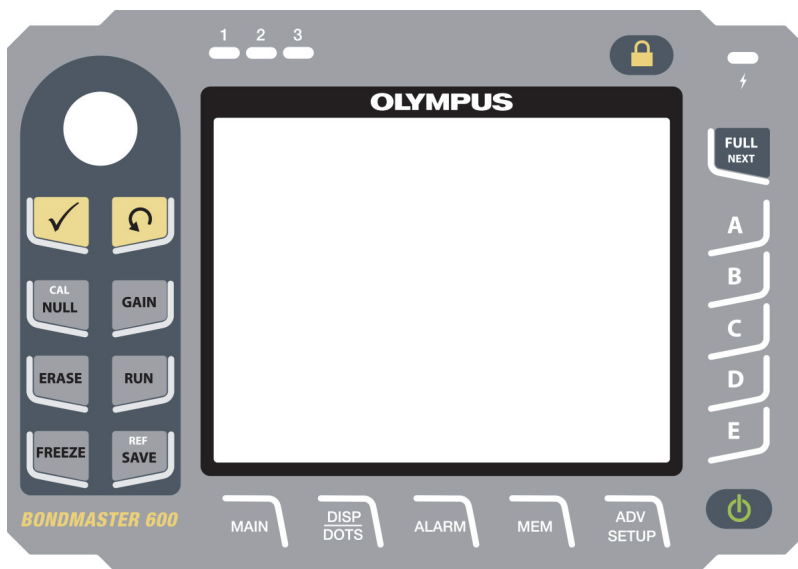 1 2 3
OLYMPUS
FULL
NEXT
A
B
C
D
E
CAL
NULL
GAIN
ERASE
RUN
FREEZE
REF
SAVE
BONDMASTER 600
MAIN
DISP
DOTS
ALARM
MEM
ADV
SETUP